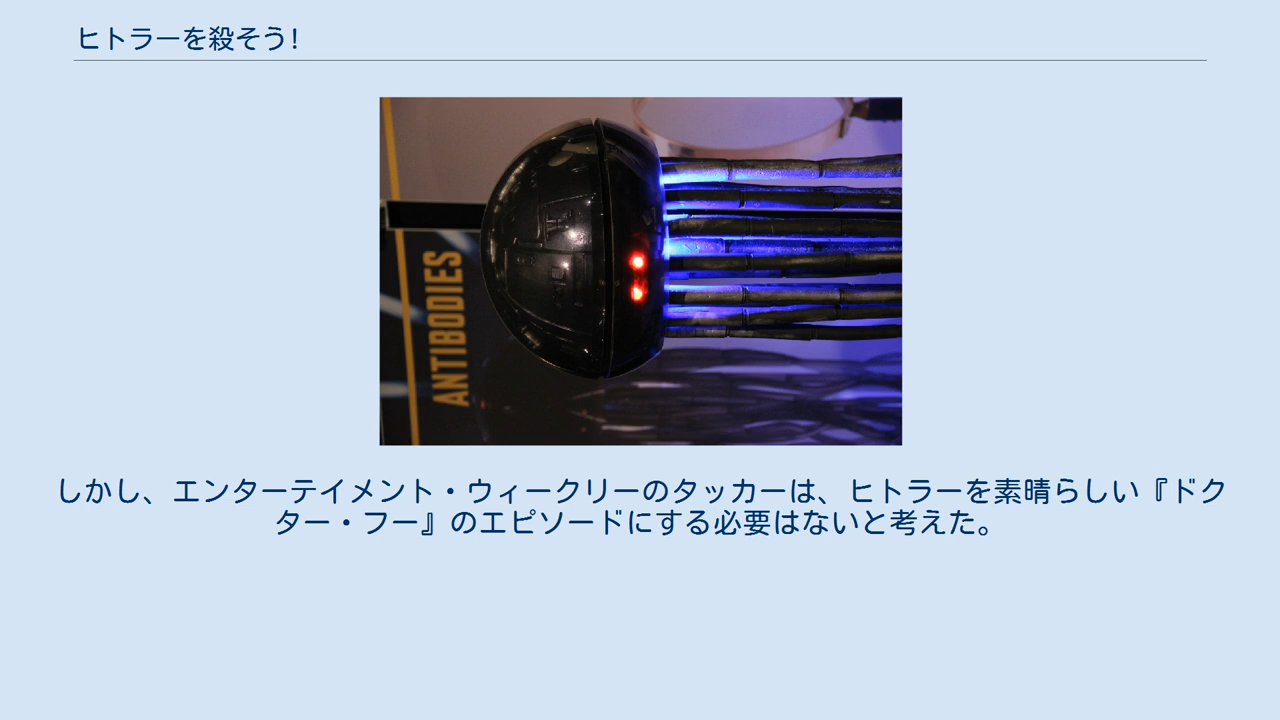 ヒトラーを殺そう!
ANTIBODIES
しかし、エンターテイメント・ウィークリーのタッカーは、ヒトラーを素晴らしい『ドク
ター・フー』のエピソードにする必要はないと考えた。